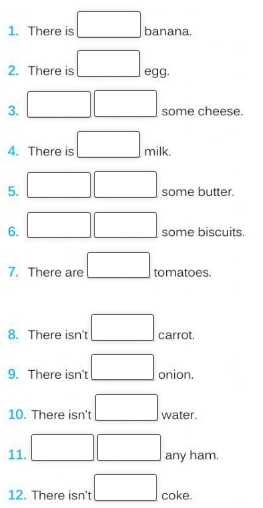 1. There is banana.
2. There is egg.
3. some cheese.
4. There is milk.
5. some butter.
6. some biscuits.
7. There are tomatoes.
8. There isn't carrot.
9. There isn't onion.
10. There isn't water.
11. any ham.
12. There isn't coke.